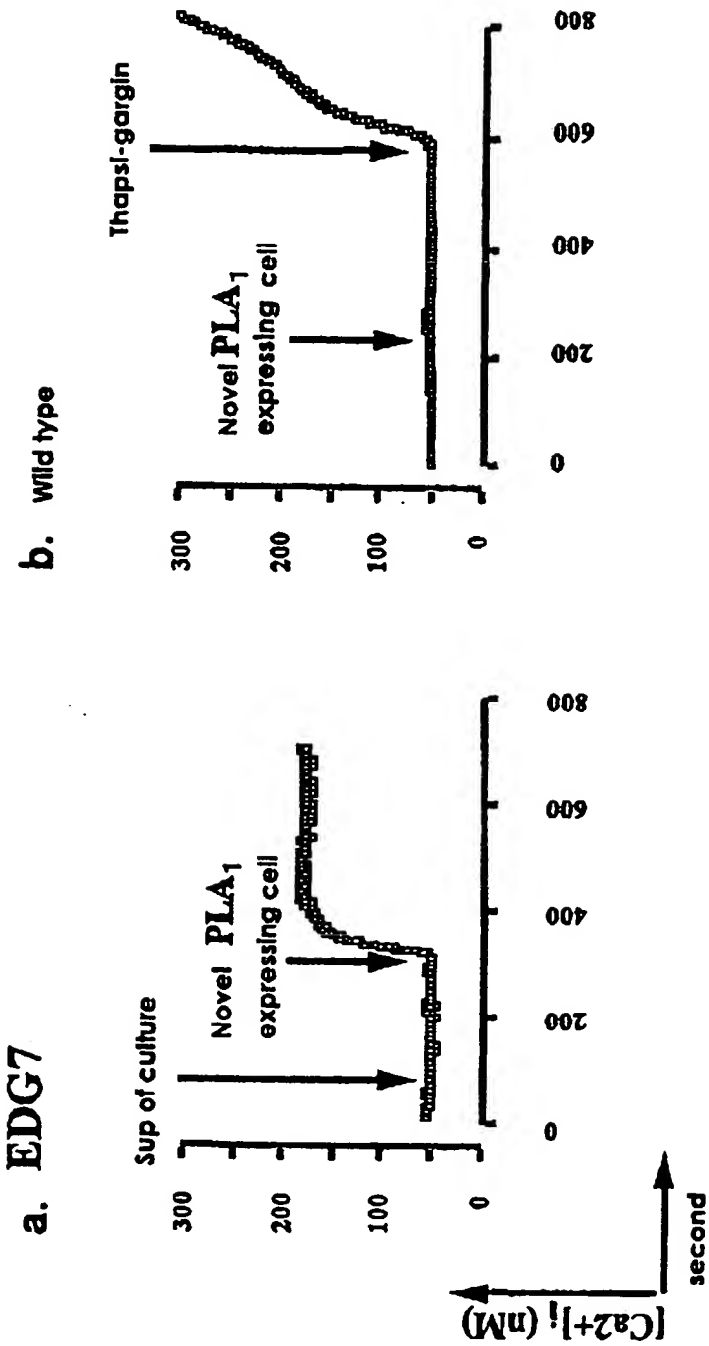 a. EDG7
Sup of culture
Novel PLA1
expressing cell
300
200
100
0
0
200
400
600
800
[Ca2+]i (nM)
second
b. Wild type
Thapsi-gargin
Novel PLA1
expressing cell
300
200
100
0
0
200
400
600
800